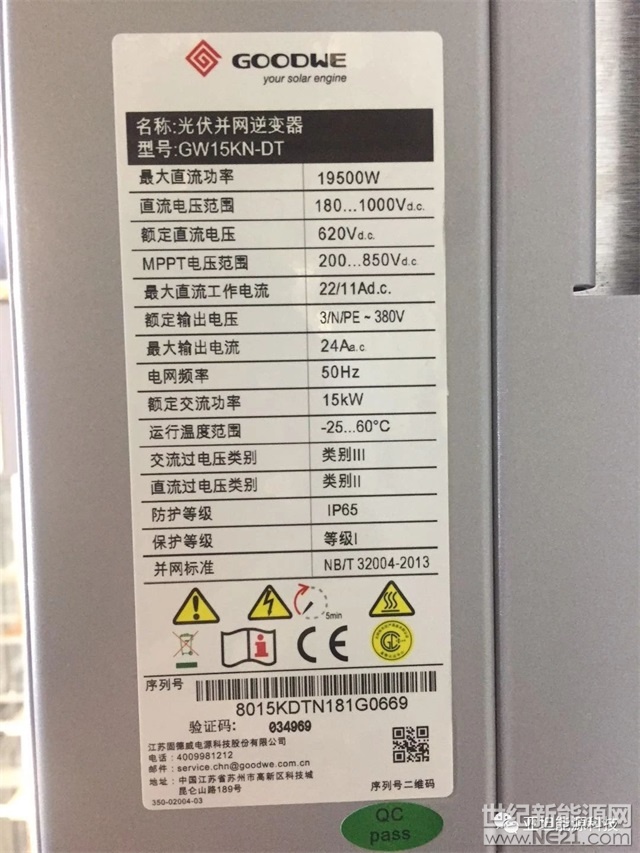 GOODWE
your solar engine
名称:光伏并网逆变器
型号:GW15KN-DT
最大直流功率 19500W
直流电压范围 180...1000Vd.c.
额定直流电压 620Vd.c.
MPPT电压范围 200...850Vd.c.
最大直流工作电流 22/11Ad.c.
额定输出电压 3/N/PE~380V
最大输出电流 24Aa.c
电网频率 50Hz
额定交流功率 15kW
运行温度范围 -25...60°C
交流过电压类别 类别III
直流过电压类别 类别II
防护等级 IP65
保护等级 等级I
并网标准 NB/T 32004-2013
5min
CE
序列号
8015KDTN181G0669
验证码: 034969
江苏固德威电源科技股份有限公司
电话: 4009981212
邮件: service.chn@goodwe.com.cn
地址: 中国江苏省苏州市高新区科技城
昆仑山路189号
序列号二维码
350-02004-03
QC
pass
亚坦能源科技
世纪新能源网
www.NE21.com